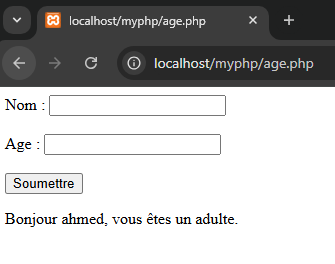 localhost/myphp/age.php
localhost/myphp/age.php
Nom :
Age :
Soumettre
Bonjour ahmed, vous êtes un adulte.